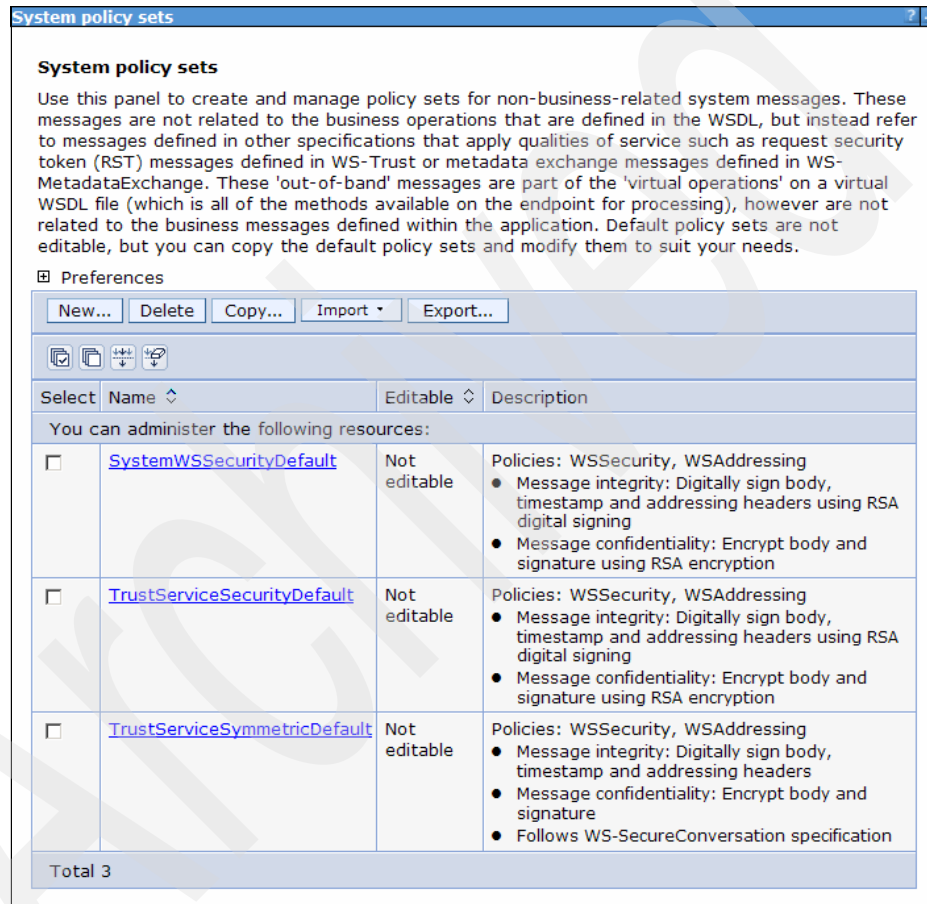 System policy sets
?
System policy sets
Use this panel to create and manage policy sets for non-business-related system messages. These
messages are not related to the business operations that are defined in the WSDL, but instead refer
to messages defined in other specifications that apply qualities of service such as request security
token (RST) messages defined in WS-Trust or metadata exchange messages defined in WS-
MetadataExchange. These 'out-of-band' messages are part of the 'virtual operations' on a virtual
WSDL file (which is all of the methods available on the endpoint for processing), however are not
related to the business messages defined within the application. Default policy sets are not
editable, but you can copy the default policy sets and modify them to suit your needs.
Preferences
New... Delete Copy... Import Export...
Select Name Editable Description
You can administer the following resources:
SystemWSSecurityDefault
Not
editable
Policies: WSSecurity, WSAddressing
● Message integrity: Digitally sign body,
timestamp and addressing headers using RSA
digital signing
● Message confidentiality: Encrypt body and
signature using RSA encryption
TrustServiceSecurityDefault
Not
editable
Policies: WSSecurity, WSAddressing
● Message integrity: Digitally sign body,
timestamp and addressing headers using RSA
digital signing
● Message confidentiality: Encrypt body and
signature using RSA encryption
TrustServiceSymmetricDefault
Not
editable
Policies: WSSecurity, WSAddressing
● Message integrity: Digitally sign body,
timestamp and addressing headers
● Message confidentiality: Encrypt body and
signature
● Follows WS-SecureConversation specification
Total 3
Archived